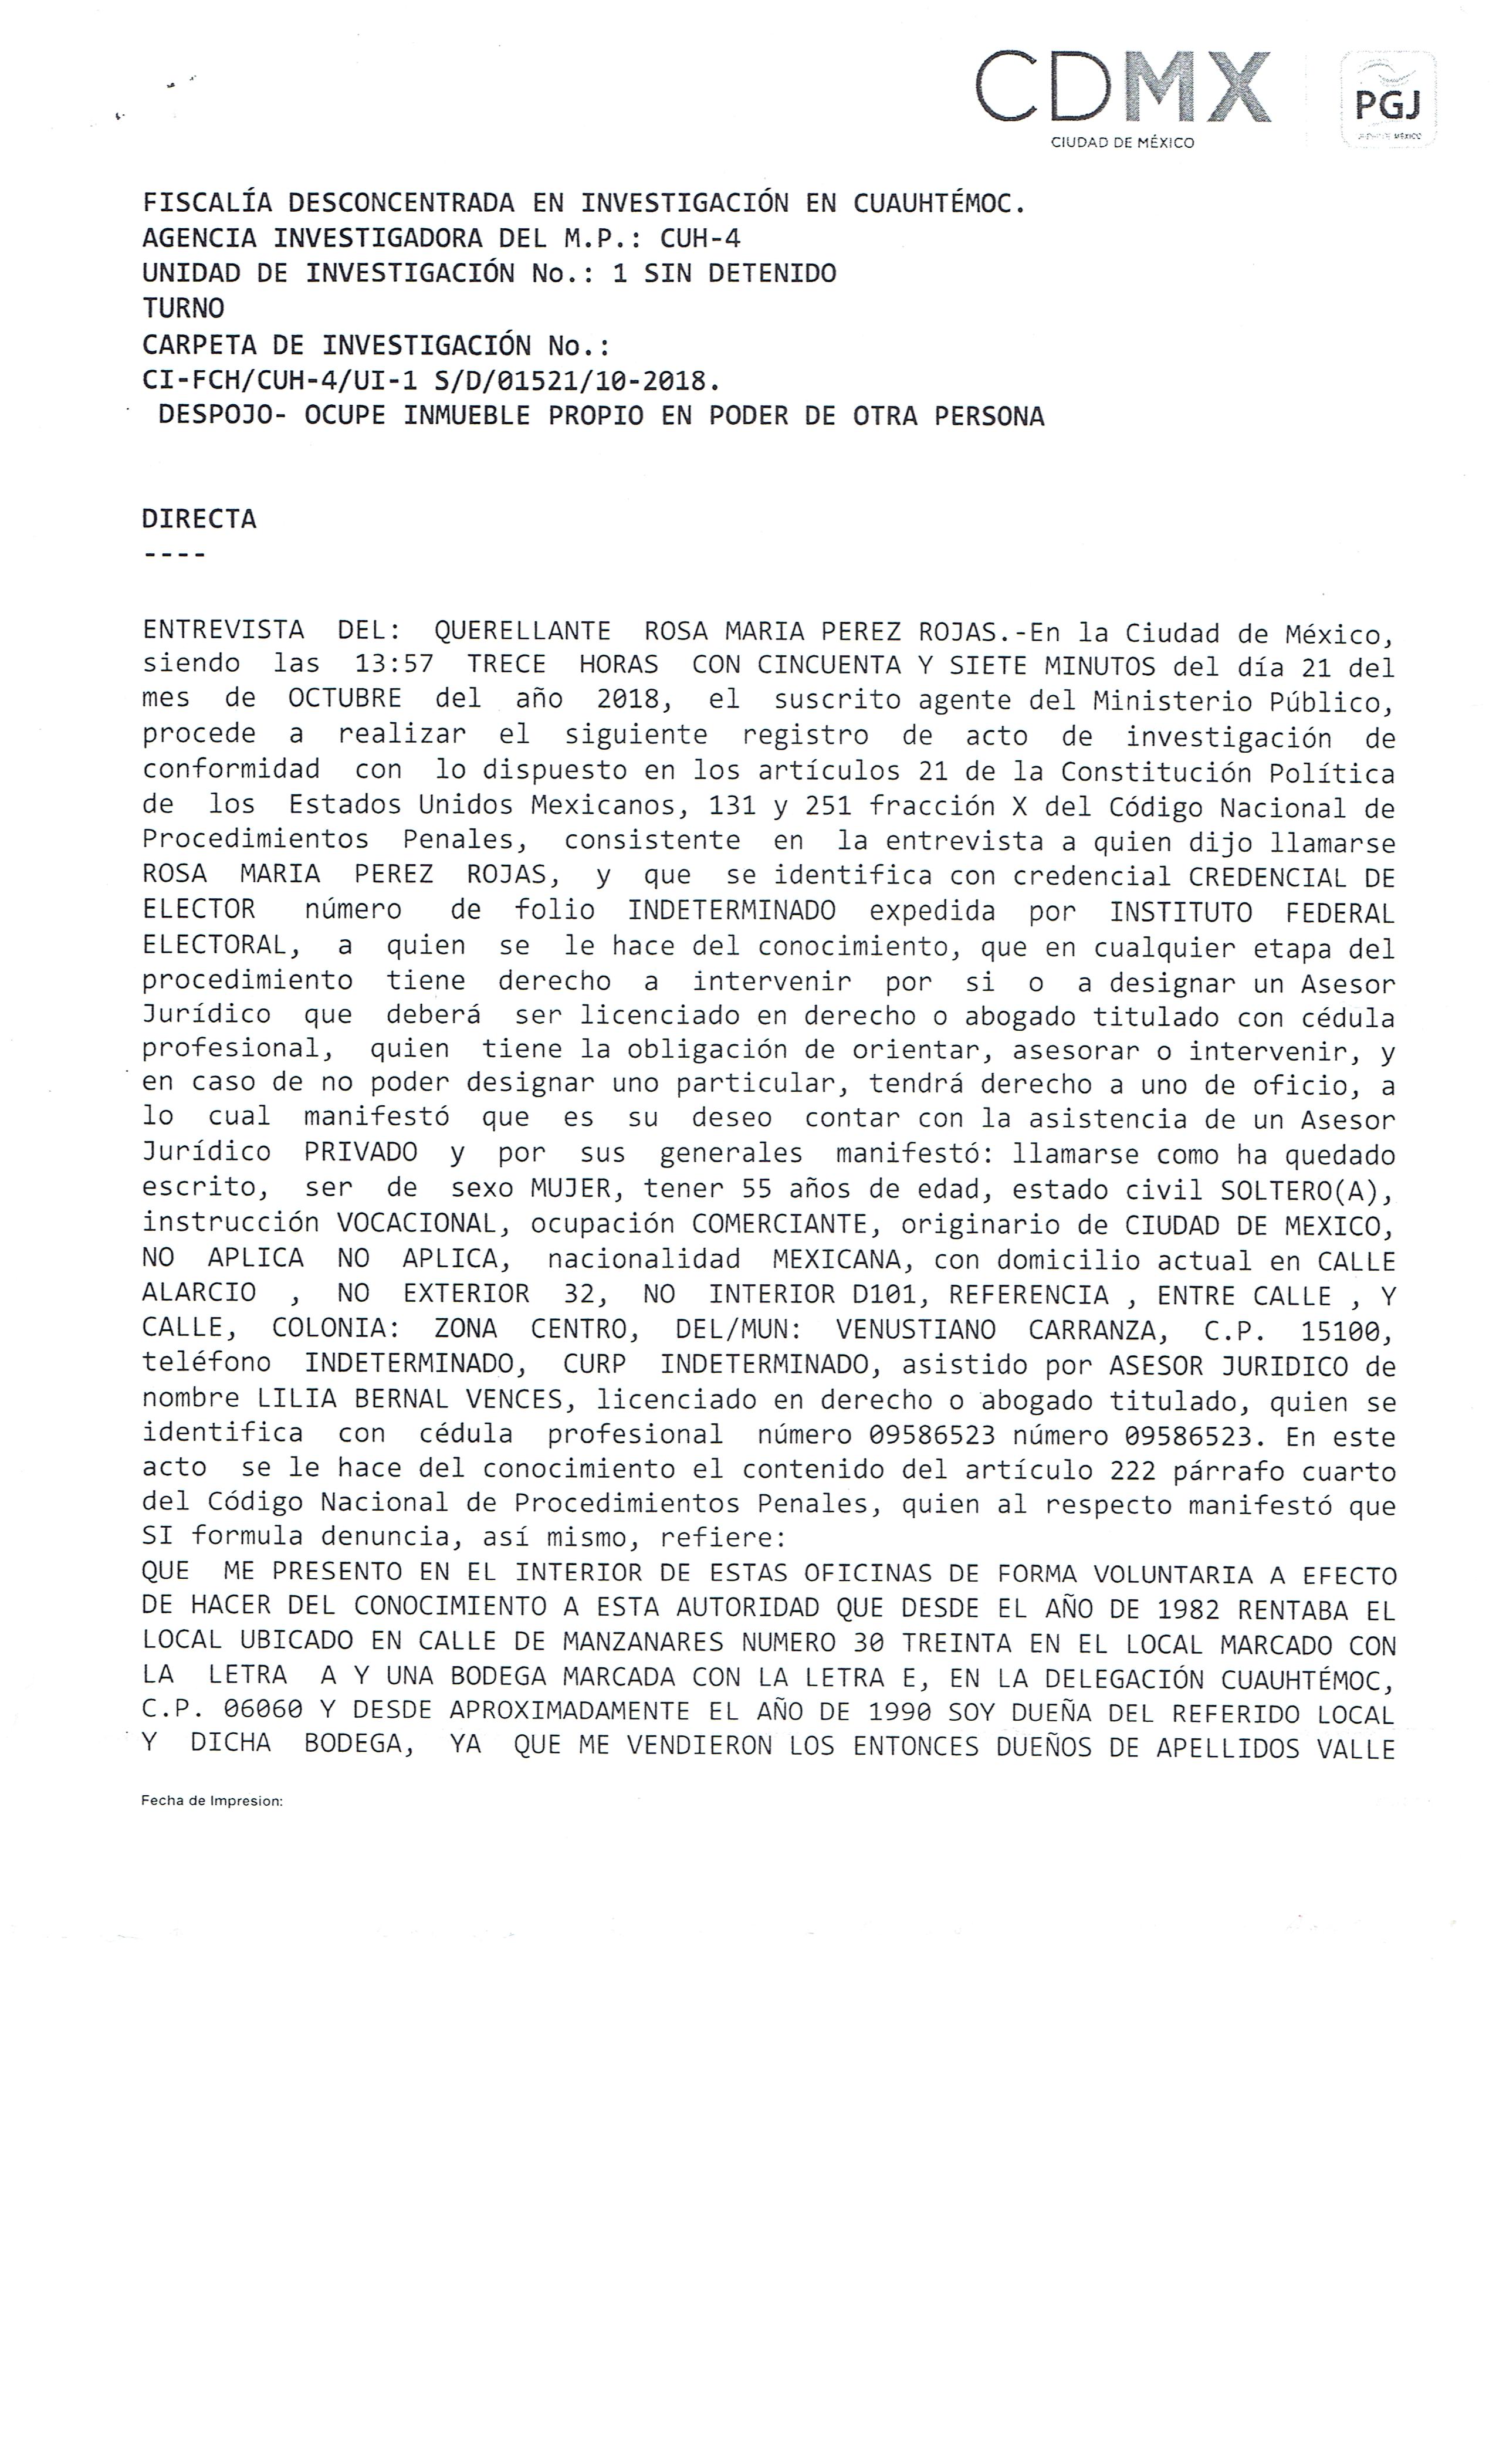 CDMX
CIUDAD DE MÉXICO
PGJ
FISCALÍA DESCONCENTRADA EN INVESTIGACIÓN EN CUAUHTÉMOC.
AGENCIA INVESTIGADORA DEL M.P.: CUH-4
UNIDAD DE INVESTIGACIÓN No.: 1 SIN DETENIDO
TURNO
CARPETA DE INVESTIGACIÓN No.:
CI-FCH/CUH-4/UI-1 S/D/01521/10-2018.
DESPOJO- OCUPE INMUEBLE PROPIO EN PODER DE OTRA PERSONA
DIRECTA
----
ENTREVISTA DEL: QUERELLANTE ROSA MARIA PEREZ ROJAS.-En la Ciudad de México,
siendo las 13:57 TRECE HORAS CON CINCUENTA Y SIETE MINUTOS del día 21 del
mes de OCTUBRE del año 2018, el suscrito agente del Ministerio Público,
procede a realizar el siguiente registro de acto de investigación de
conformidad con lo dispuesto en los artículos 21 de la Constitución Política
de los Estados Unidos Mexicanos, 131 y 251 fracción X del Código Nacional de
Procedimientos Penales, consistente en la entrevista a quien dijo llamarse
ROSA MARIA PEREZ ROJAS, y que se identifica con credencial CREDENCIAL DE
ELECTOR número de folio INDETERMINADO expedida por INSTITUTO FEDERAL
ELECTORAL, a quien se le hace del conocimiento, que en cualquier etapa del
procedimiento tiene derecho a intervenir por si o a designar un Asesor
Jurídico que deberá ser licenciado en derecho o abogado titulado con cédula
profesional, quien tiene la obligación de orientar, asesorar o intervenir, y
en caso de no poder designar uno particular, tendrá derecho a uno de oficio, a
lo cual manifestó que es su deseo contar con la asistencia de un Asesor
Jurídico PRIVADO y por sus generales manifestó: llamarse como ha quedado
escrito, ser de sexo MUJER, tener 55 años de edad, estado civil SOLTERO(A),
instrucción VOCACIONAL, ocupación COMERCIANTE, originario de CIUDAD DE MEXICO,
NO APLICA NO APLICA, nacionalidad MEXICANA, con domicilio actual en CALLE
ALARCIO , NO EXTERIOR 32, NO INTERIOR D101, REFERENCIA , ENTRE CALLE , Y
CALLE, COLONIA: ZONA CENTRO, DEL/MUN: VENUSTIANO CARRANZA, C.P. 15100,
teléfono INDETERMINADO, CURP INDETERMINADO, asistido por ASESOR JURIDICO de
nombre LILIA BERNAL VENCES, licenciado en derecho o abogado titulado, quien se
identifica con cédula profesional número 09586523 número 09586523. En este
acto se le hace del conocimiento el contenido del artículo 222 párrafo cuarto
del Código Nacional de Procedimientos Penales, quien al respecto manifestó que
SI formula denuncia, así mismo, refiere:
QUE ME PRESENTO EN EL INTERIOR DE ESTAS OFICINAS DE FORMA VOLUNTARIA A EFECTO
DE HACER DEL CONOCIMIENTO A ESTA AUTORIDAD QUE DESDE EL AÑO DE 1982 RENTABA EL
LOCAL UBICADO EN CALLE DE MANZANARES NUMERO 30 TREINTA EN EL LOCAL MARCADO CON
LA LETRA A Y UNA BODEGA MARCADA CON LA LETRA E, EN LA DELEGACIÓN CUAUHTÉMOC,
C.P. 06060 Y DESDE APROXIMADAMENTE EL AÑO DE 1990 SOY DUEÑA DEL REFERIDO LOCAL
Y DICHA BODEGA, YA QUE ME VENDIERON LOS ENTONCES DUEÑOS DE APELLIDOS VALLE
Fecha de Impresion: